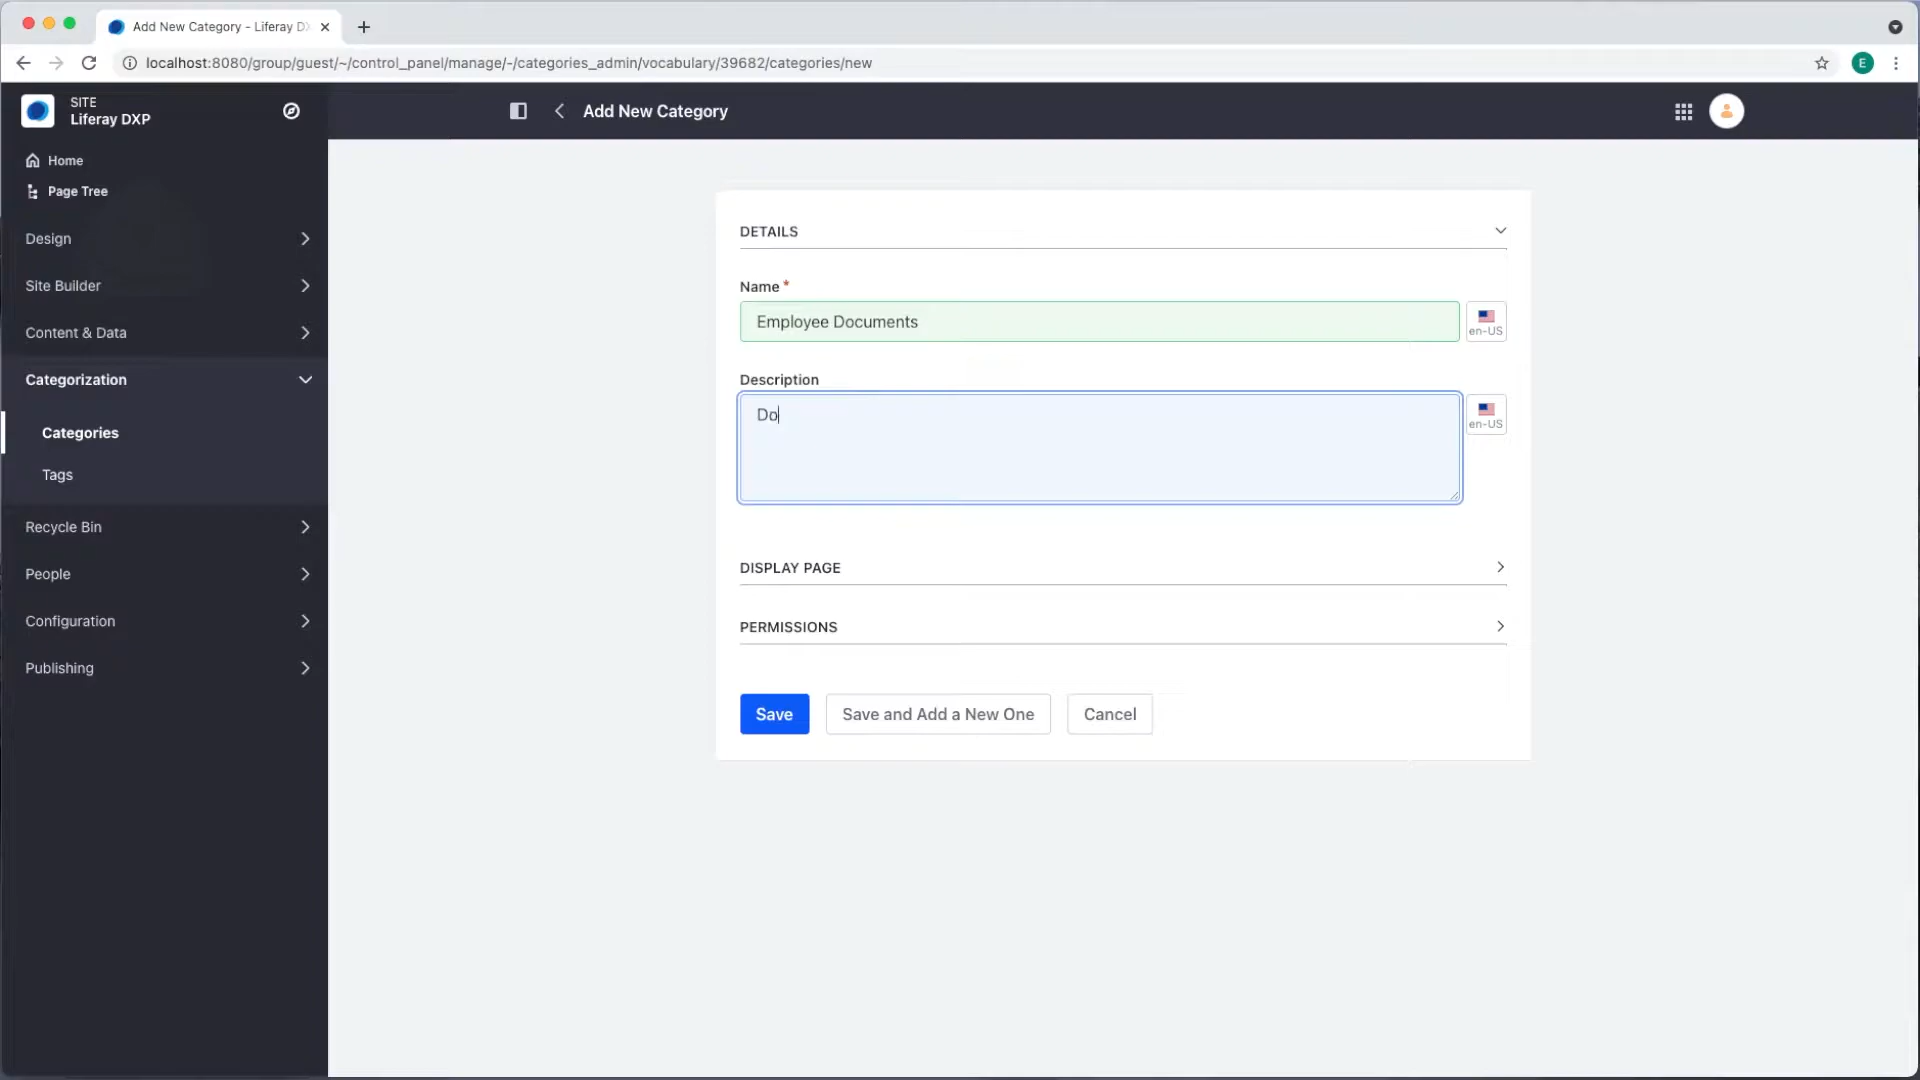 Add New Category - Liferay D
localhost:8080/group/guest/~/control_panel/manage/-/categories_admin/vocabulary/39682/categories/new
E
SITE
Liferay DXP
Add New Category
Home
Page Tree
Design
Site Builder
Content & Data
Categorization
Categories
Tags
Recycle Bin
People
Configuration
Publishing
DETAILS
Name *
Employee Documents
en-US
Description
Do
en-US
DISPLAY PAGE
PERMISSIONS
Save
Save and Add a New One
Cancel